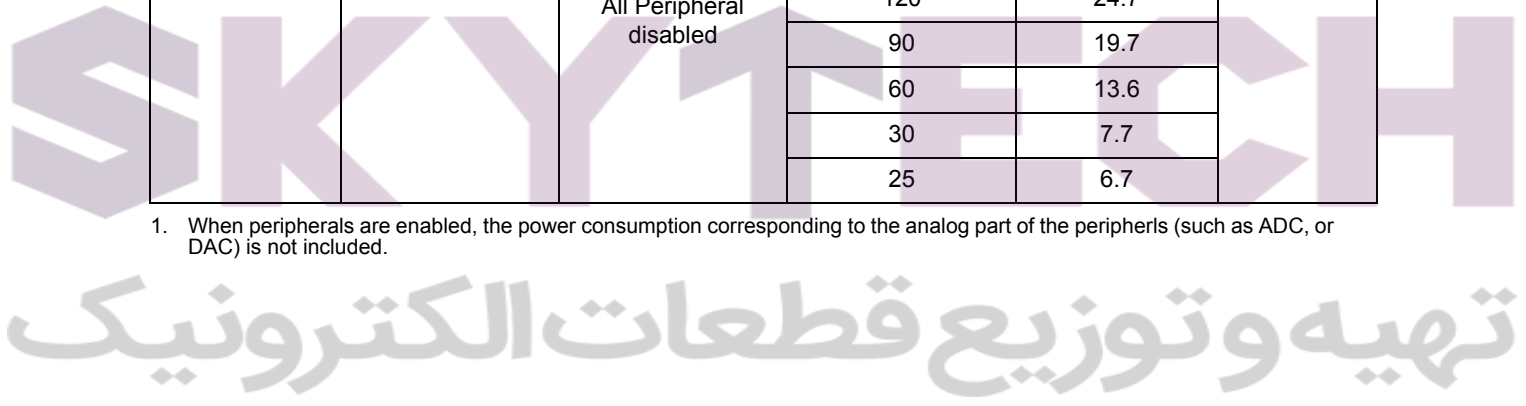 All Peripheral
disabled
120 24.7
90 19.7
60 13.6
30 7.7
25 6.7
SKYTECH
1. When peripherals are enabled, the power consumption corresponding to the analog part of the peripherls (such as ADC, or
DAC) is not included.
تهیه و توزیع قطعات الکترونیک